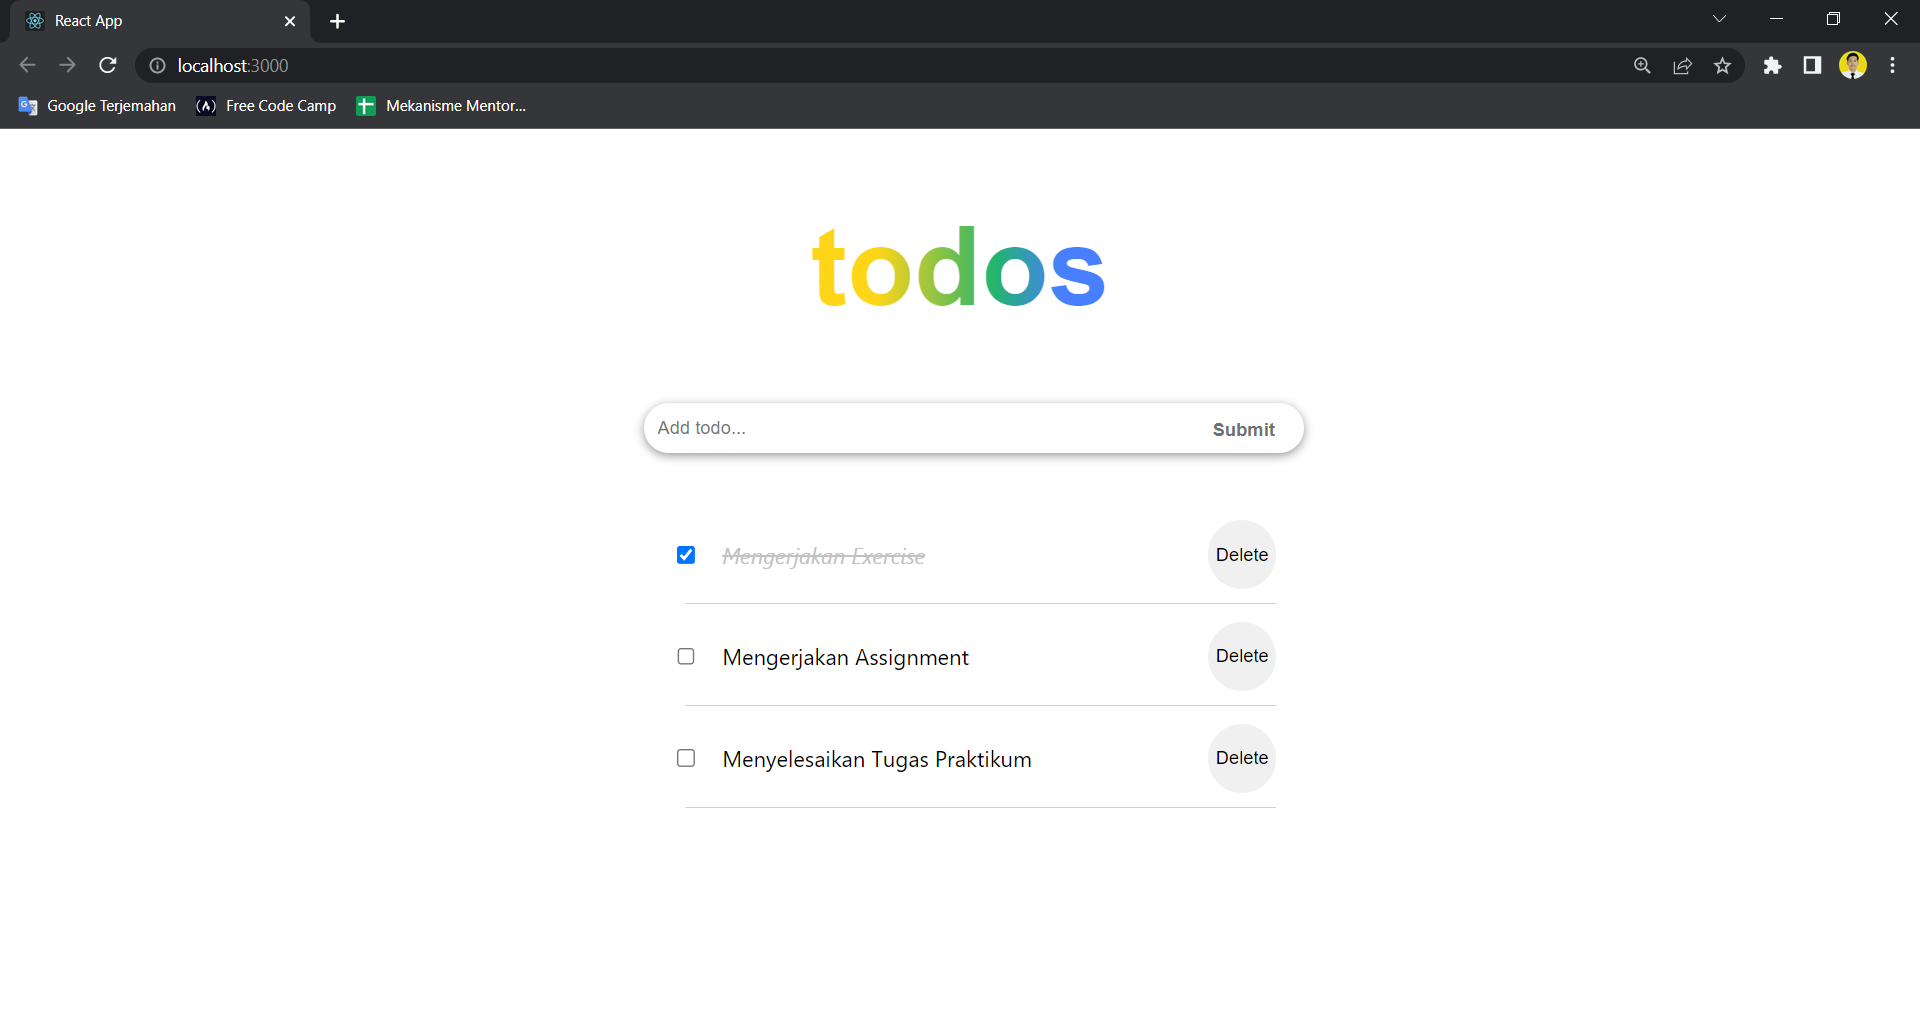 React App
localhost:3000
Google Terjemahan Free Code Camp Mekanisme Mentor...
todos
Add todo... Submit
Mengerjakan Exercise Delete
Mengerjakan Assignment Delete
Menyelesaikan Tugas Praktikum Delete